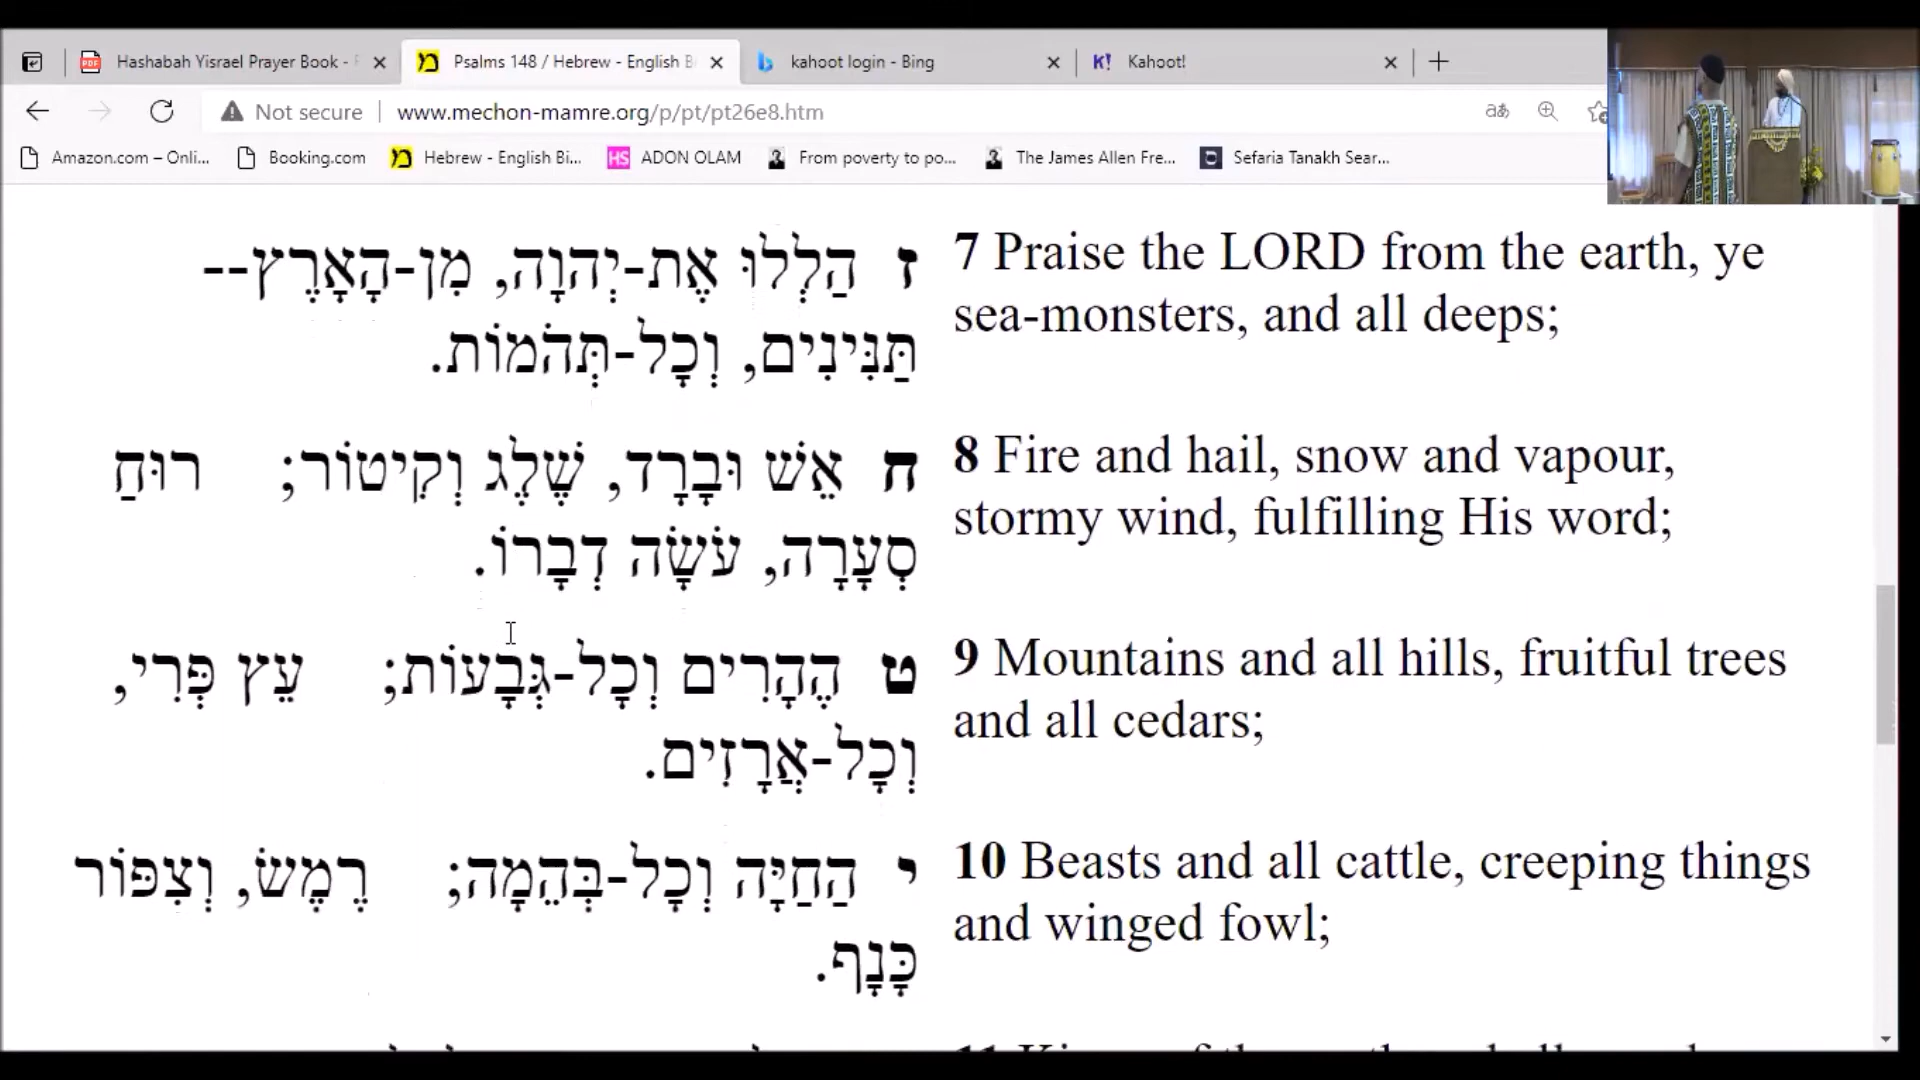 Hashabah Yisrael Prayer Book -
Psalms 148 / Hebrew - English B
kahoot login - Bing
K! Kahoot!
Not secure
www.mechon-mamre.org/p/pt/pt26e8.htm
Amazon.com – Onli...
Booking.com
Hebrew - English Bi...
HS ADON OLAM
From poverty to po...
The James Allen Fre...
Sefaria Tanakh Sear...
ז הַלְלוּ אֶת-יְהוָה, מִן-הָאָרֶץ--
תַּנִּינִים, וְכָל-תְּהֹמוֹת.
7 Praise the LORD from the earth, ye
sea-monsters, and all deeps;
ח אֵשׁ וּבָרָד, שֶׁלֶג וְקִיטוֹר; רוּחַ
סְעָרָה, עֹשָׂה דְבָרוֹ.
8 Fire and hail, snow and vapour,
stormy wind, fulfilling His word;
ט הֶהָרִים וְכָל-גְּבָעוֹת; עֵץ פְּרִי,
וְכָל-אֲרָזִים.
9 Mountains and all hills, fruitful trees
and all cedars;
י הַחַיָּה וְכָל-בְּהֵמָה; רֶמֶשׂ, וְצִפּוֹר
כָּנָף.
10 Beasts and all cattle, creeping things
and winged fowl;